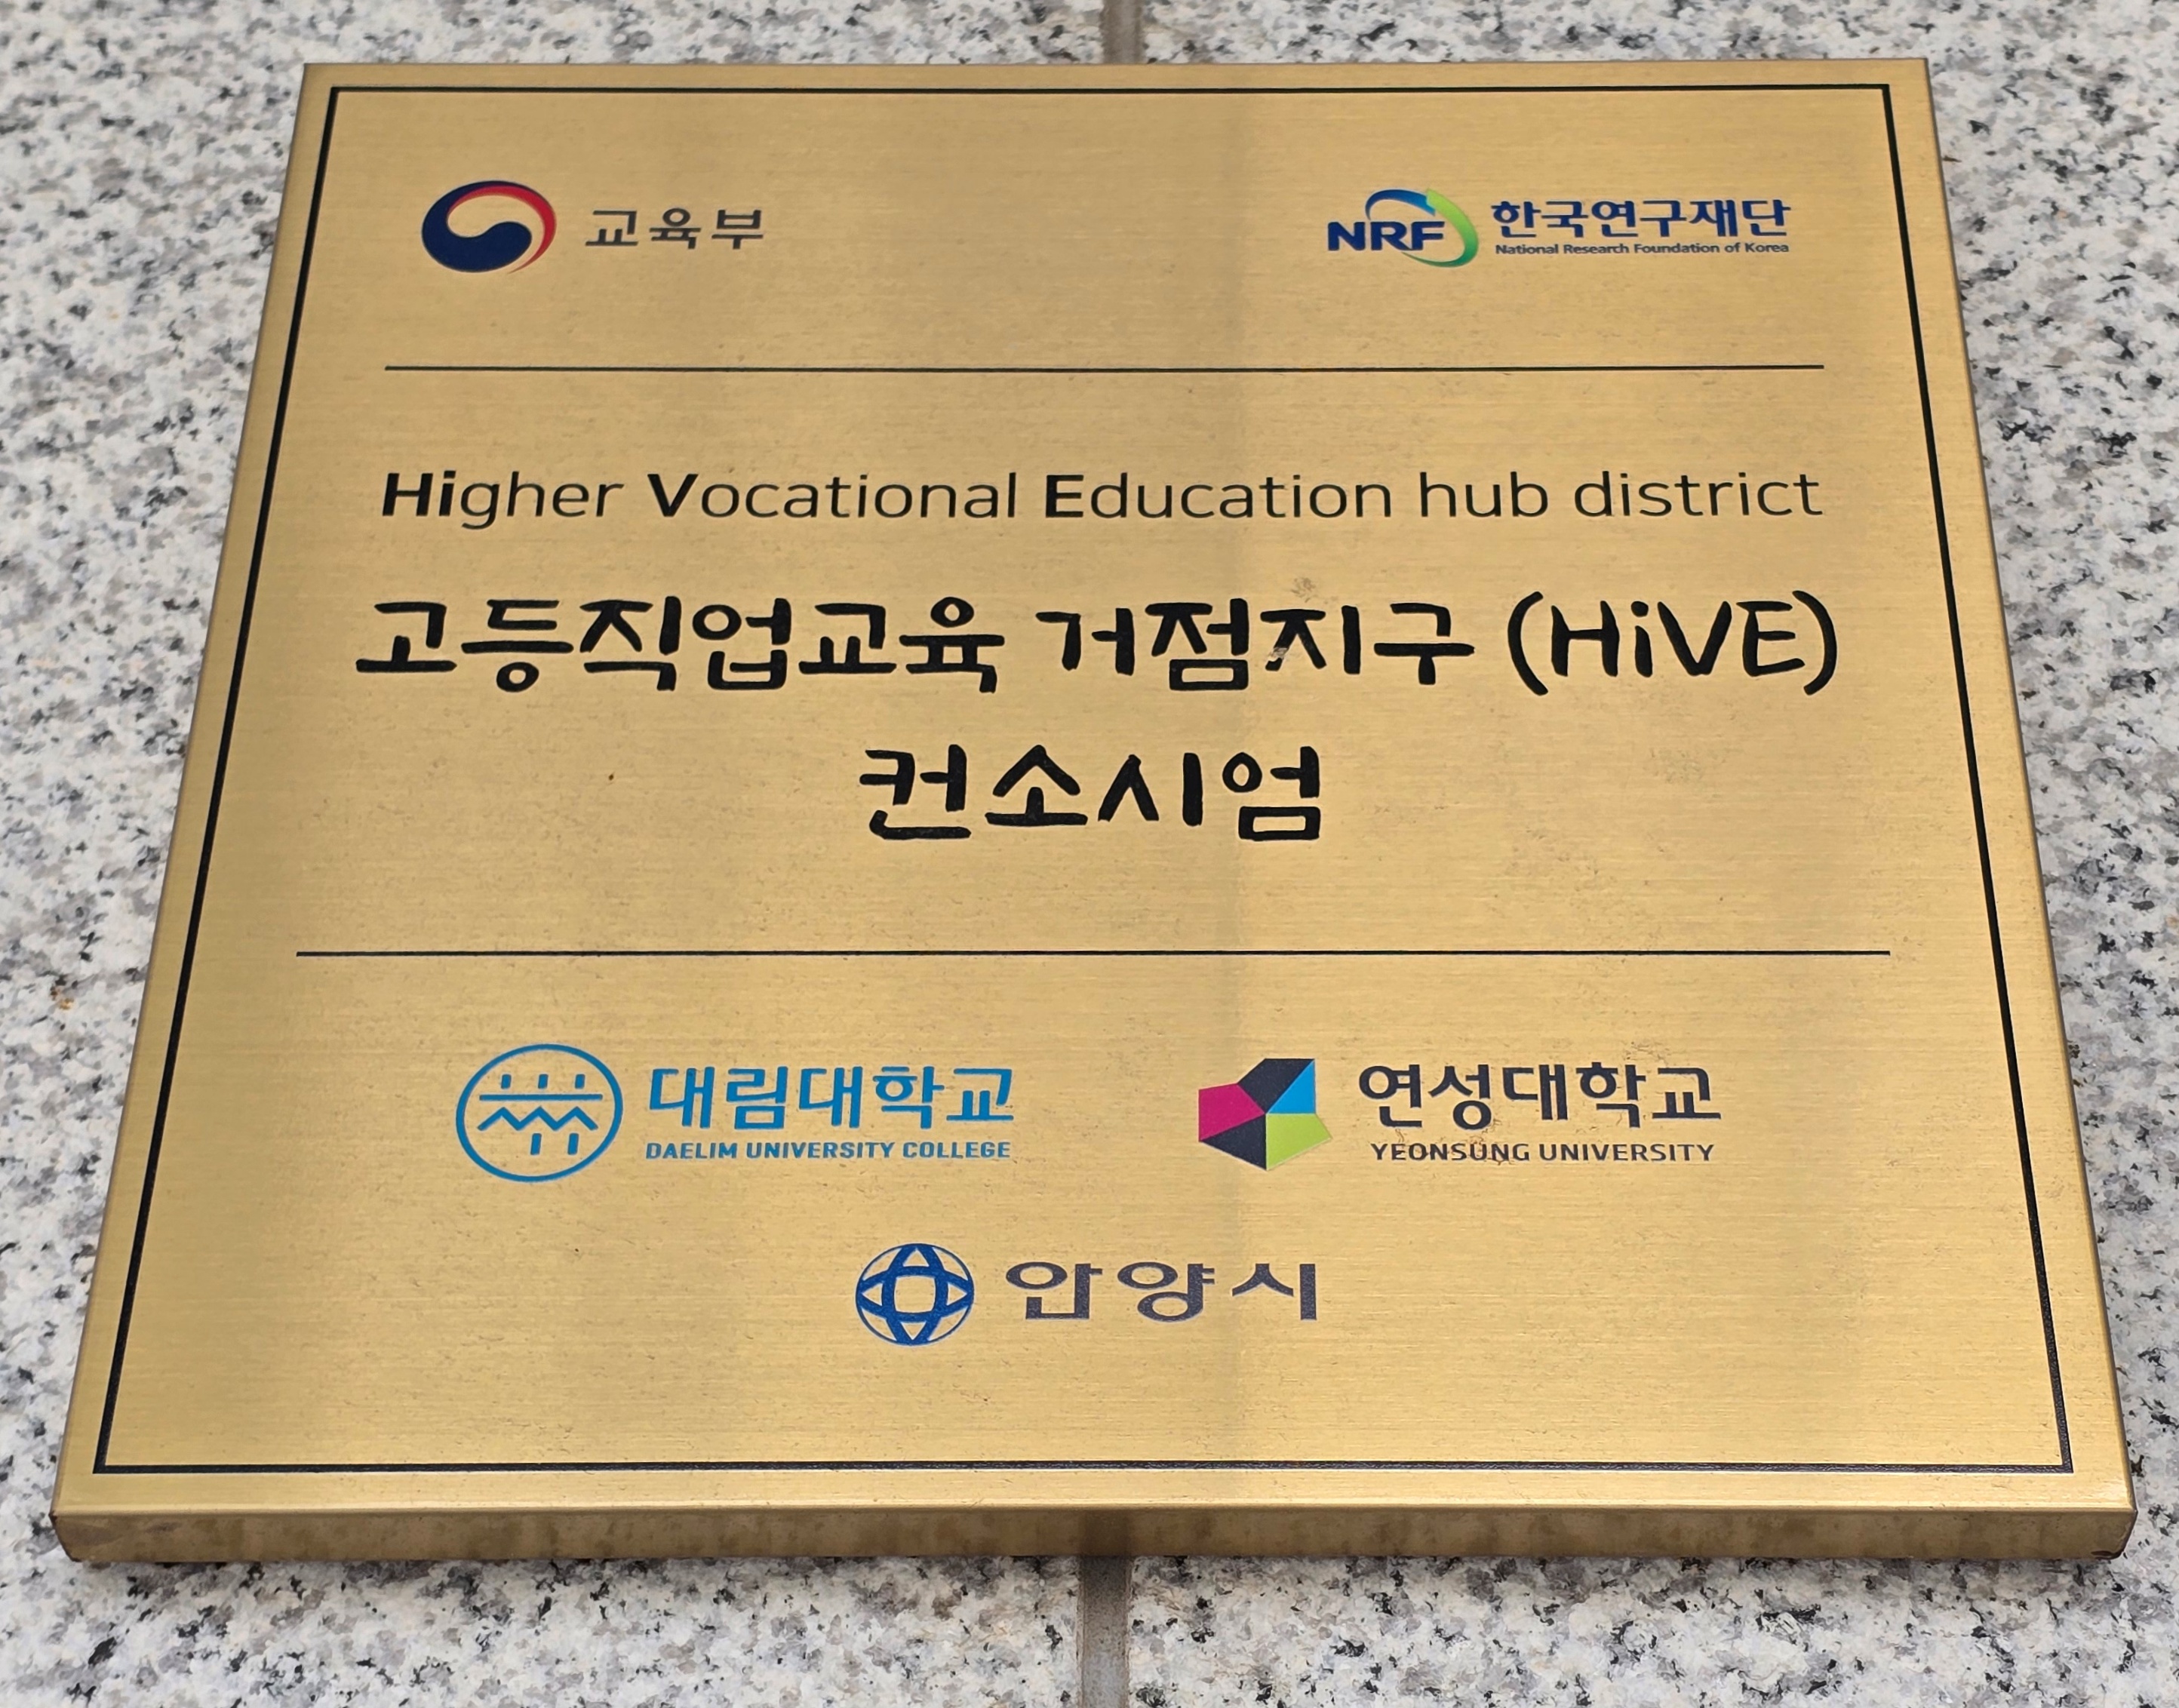 교육부
NRF 한국연구재단
National Research Foundation of Korea
Higher Vocational Education hub district
고등직업교육 거점지구 (HiVE)
컨소시엄
대림대학교
DAELIM UNIVERSITY COLLEGE
연성대학교
YEONSUNG UNIVERSITY
안양시